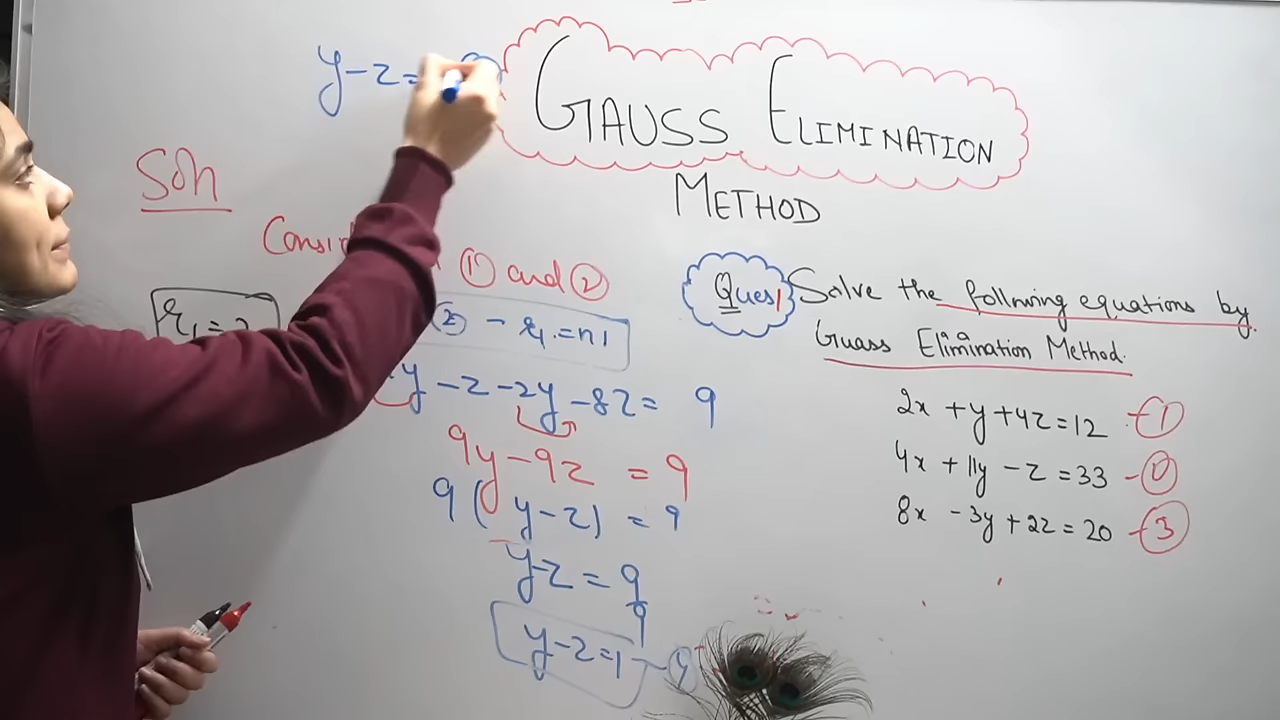 y-z=
GAUSS ELIMINATION
METHOD
Soln
① and ②
② - r1 = n1
y - z - 2y - 8z = 9
9y - 9z = 9
9(y-z) = 9
y-z = 9/9
y-z=1 - ④
Ques1 Solve the following equations by
Guass Elimination Method.
2x + y + 4z = 12 - ①
4x + 11y - z = 33 - ②
8x - 3y + 2z = 20 - ③